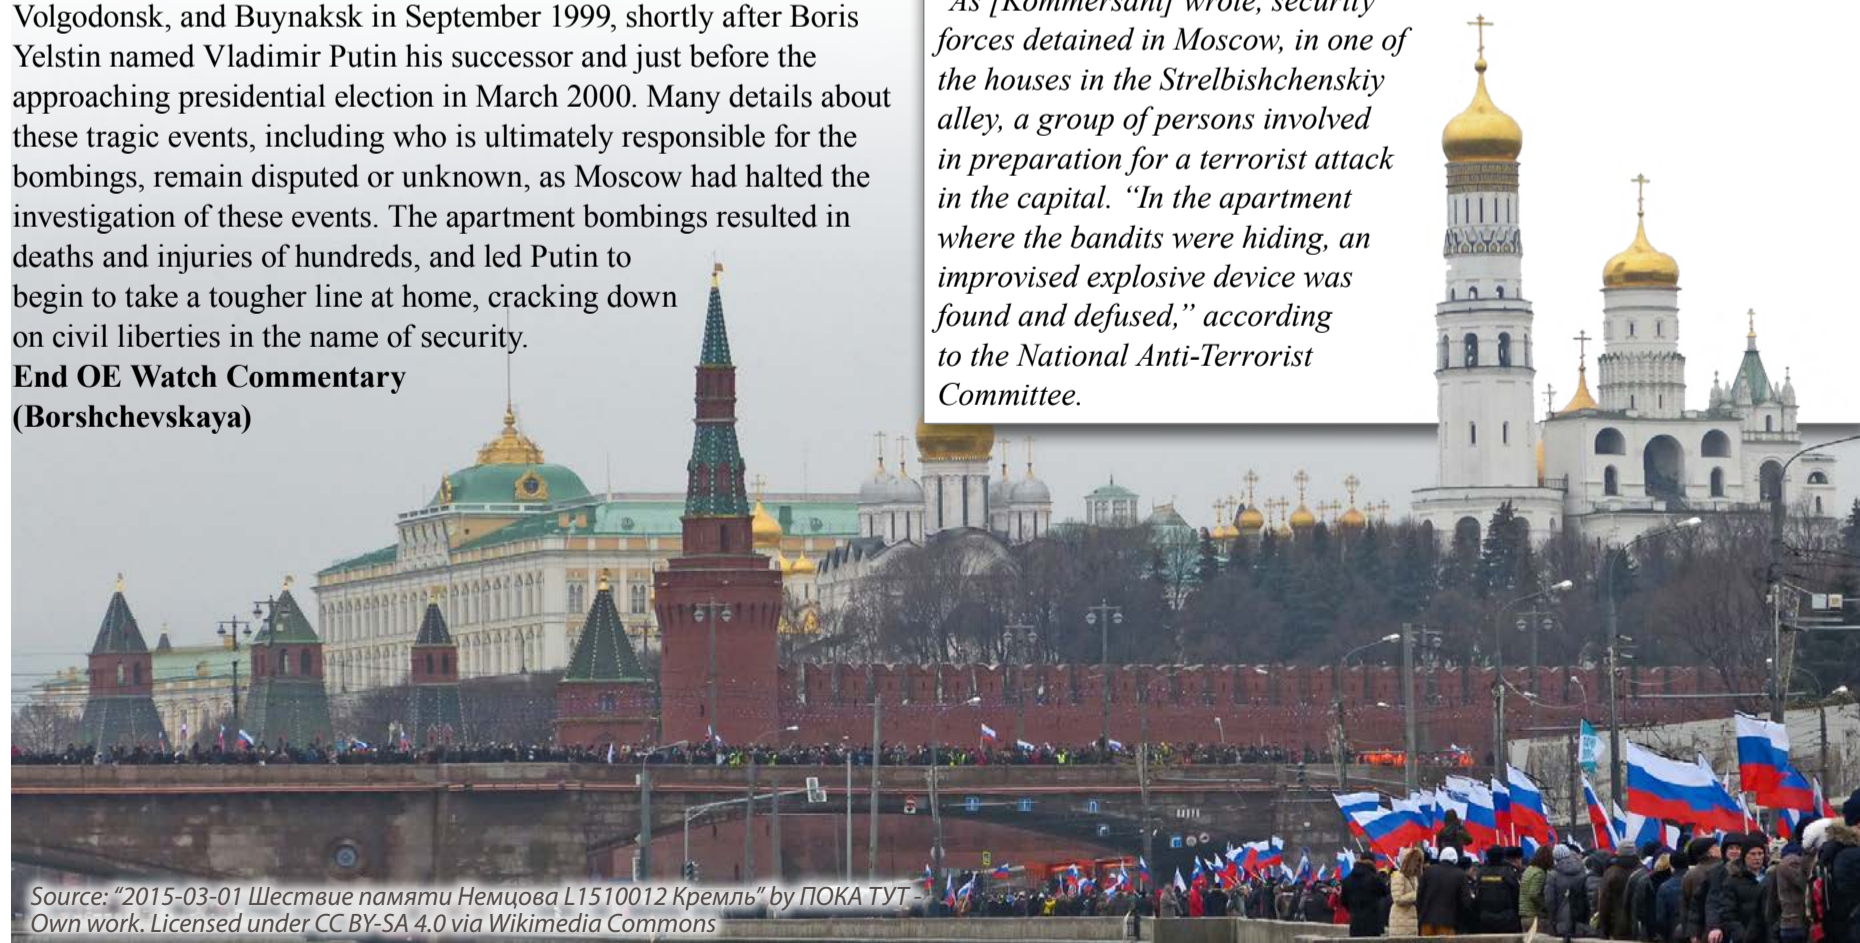 Volgodonsk, and Buynaksk in September 1999, shortly after Boris
Yelstin named Vladimir Putin his successor and just before the
approaching presidential election in March 2000. Many details about
these tragic events, including who is ultimately responsible for the
bombings, remain disputed or unknown, as Moscow had halted the
investigation of these events. The apartment bombings resulted in
deaths and injuries of hundreds, and led Putin to
begin to take a tougher line at home, cracking down
on civil liberties in the name of security.
End OE Watch Commentary
(Borshchevskaya)
"As [Kommersant] wrote, security
forces detained in Moscow, in one of
the houses in the Strelbishchenskiy
alley, a group of persons involved
in preparation for a terrorist attack
in the capital. “In the apartment
where the bandits were hiding, an
improvised explosive device was
found and defused,” according
to the National Anti-Terrorist
Committee.
Source: “2015-03-01 Шествие памяти Немцова L1510012 Кремль” by ПОКА ТУТ -
Own work. Licensed under CC BY-SA 4.0 via Wikimedia Commons